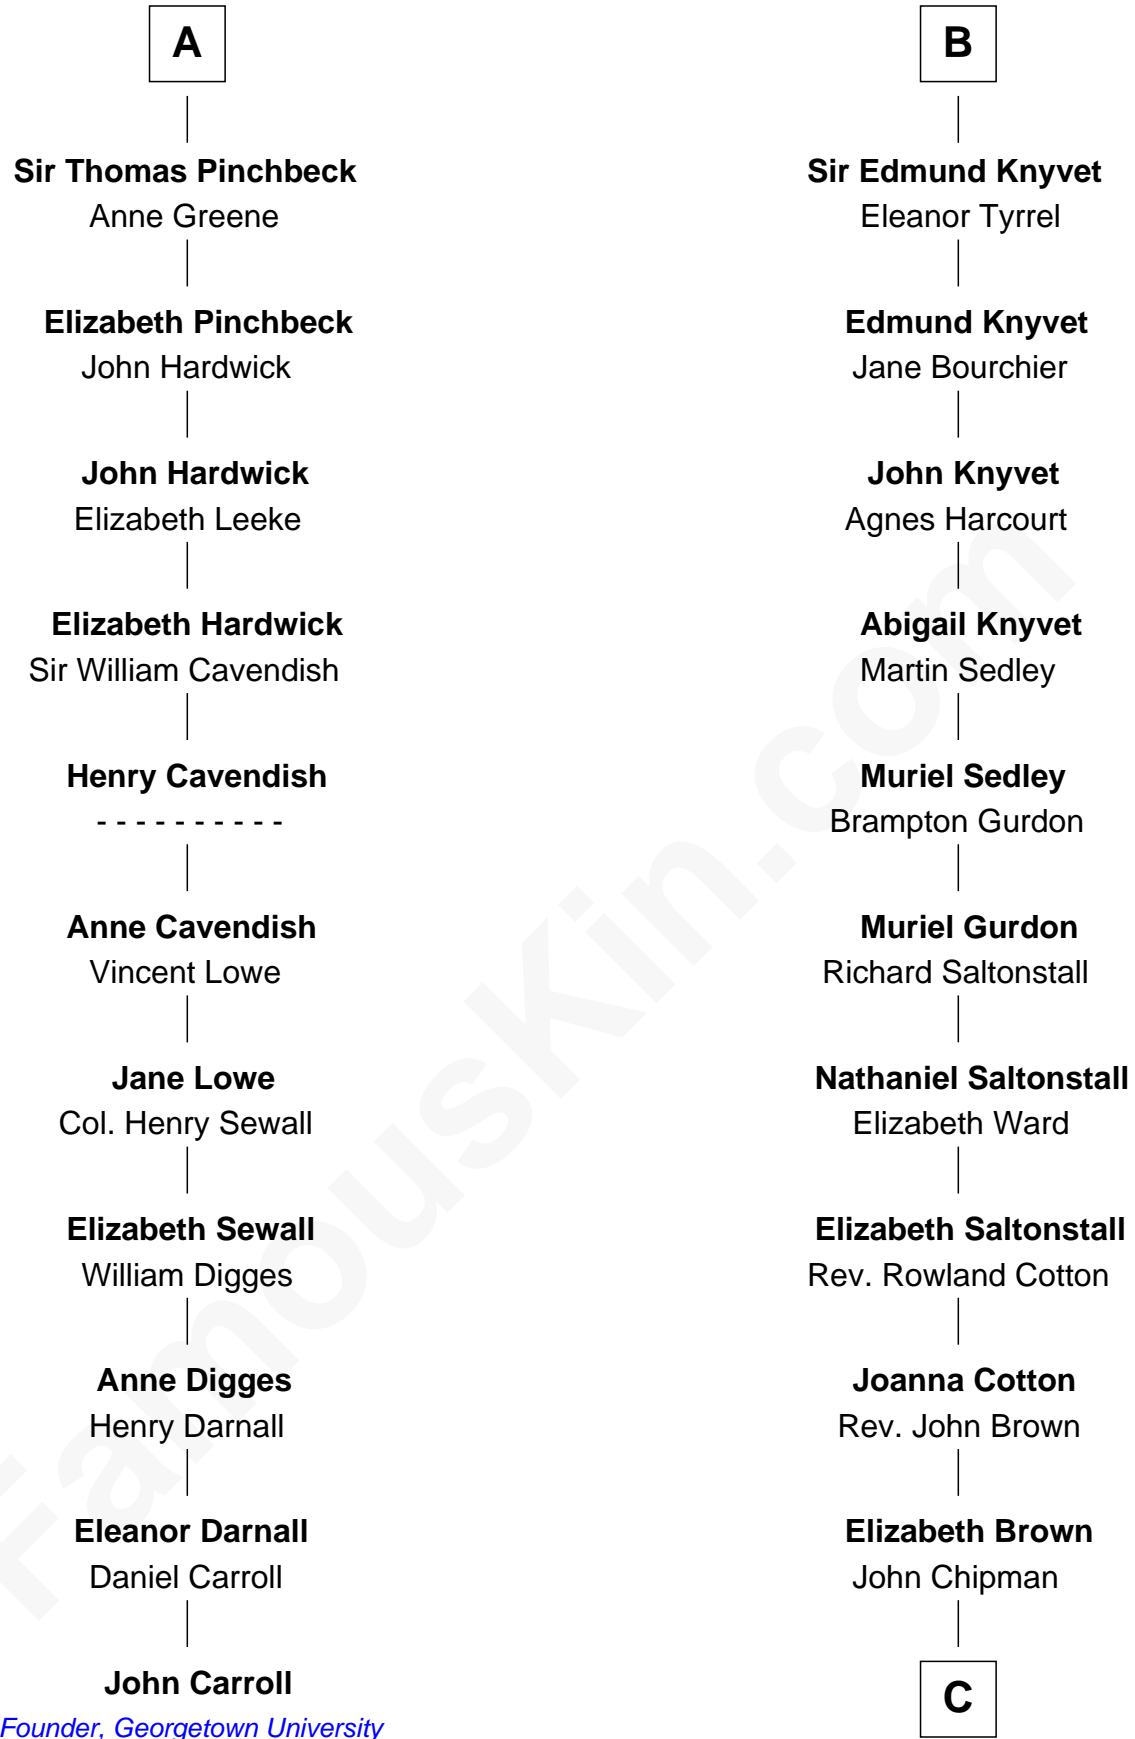 A
Sir Thomas Pinchbeck
Anne Greene
Elizabeth Pinchbeck
John Hardwick
John Hardwick
Elizabeth Leeke
Elizabeth Hardwick
Sir William Cavendish
Henry Cavendish
- - - - - - - - - -
Anne Cavendish
Vincent Lowe
Jane Lowe
Col. Henry Sewall
Elizabeth Sewall
William Digges
Anne Digges
Henry Darnall
Eleanor Darnall
Daniel Carroll
John Carroll
Founder, Georgetown University
B
Sir Edmund Knyvet
Eleanor Tyrrel
Edmund Knyvet
Jane Bourchier
John Knyvet
Agnes Harcourt
Abigail Knyvet
Martin Sedley
Muriel Sedley
Brampton Gurdon
Muriel Gurdon
Richard Saltonstall
Nathaniel Saltonstall
Elizabeth Ward
Elizabeth Saltonstall
Rev. Rowland Cotton
Joanna Cotton
Rev. John Brown
Elizabeth Brown
John Chipman
C
FamousKin.com